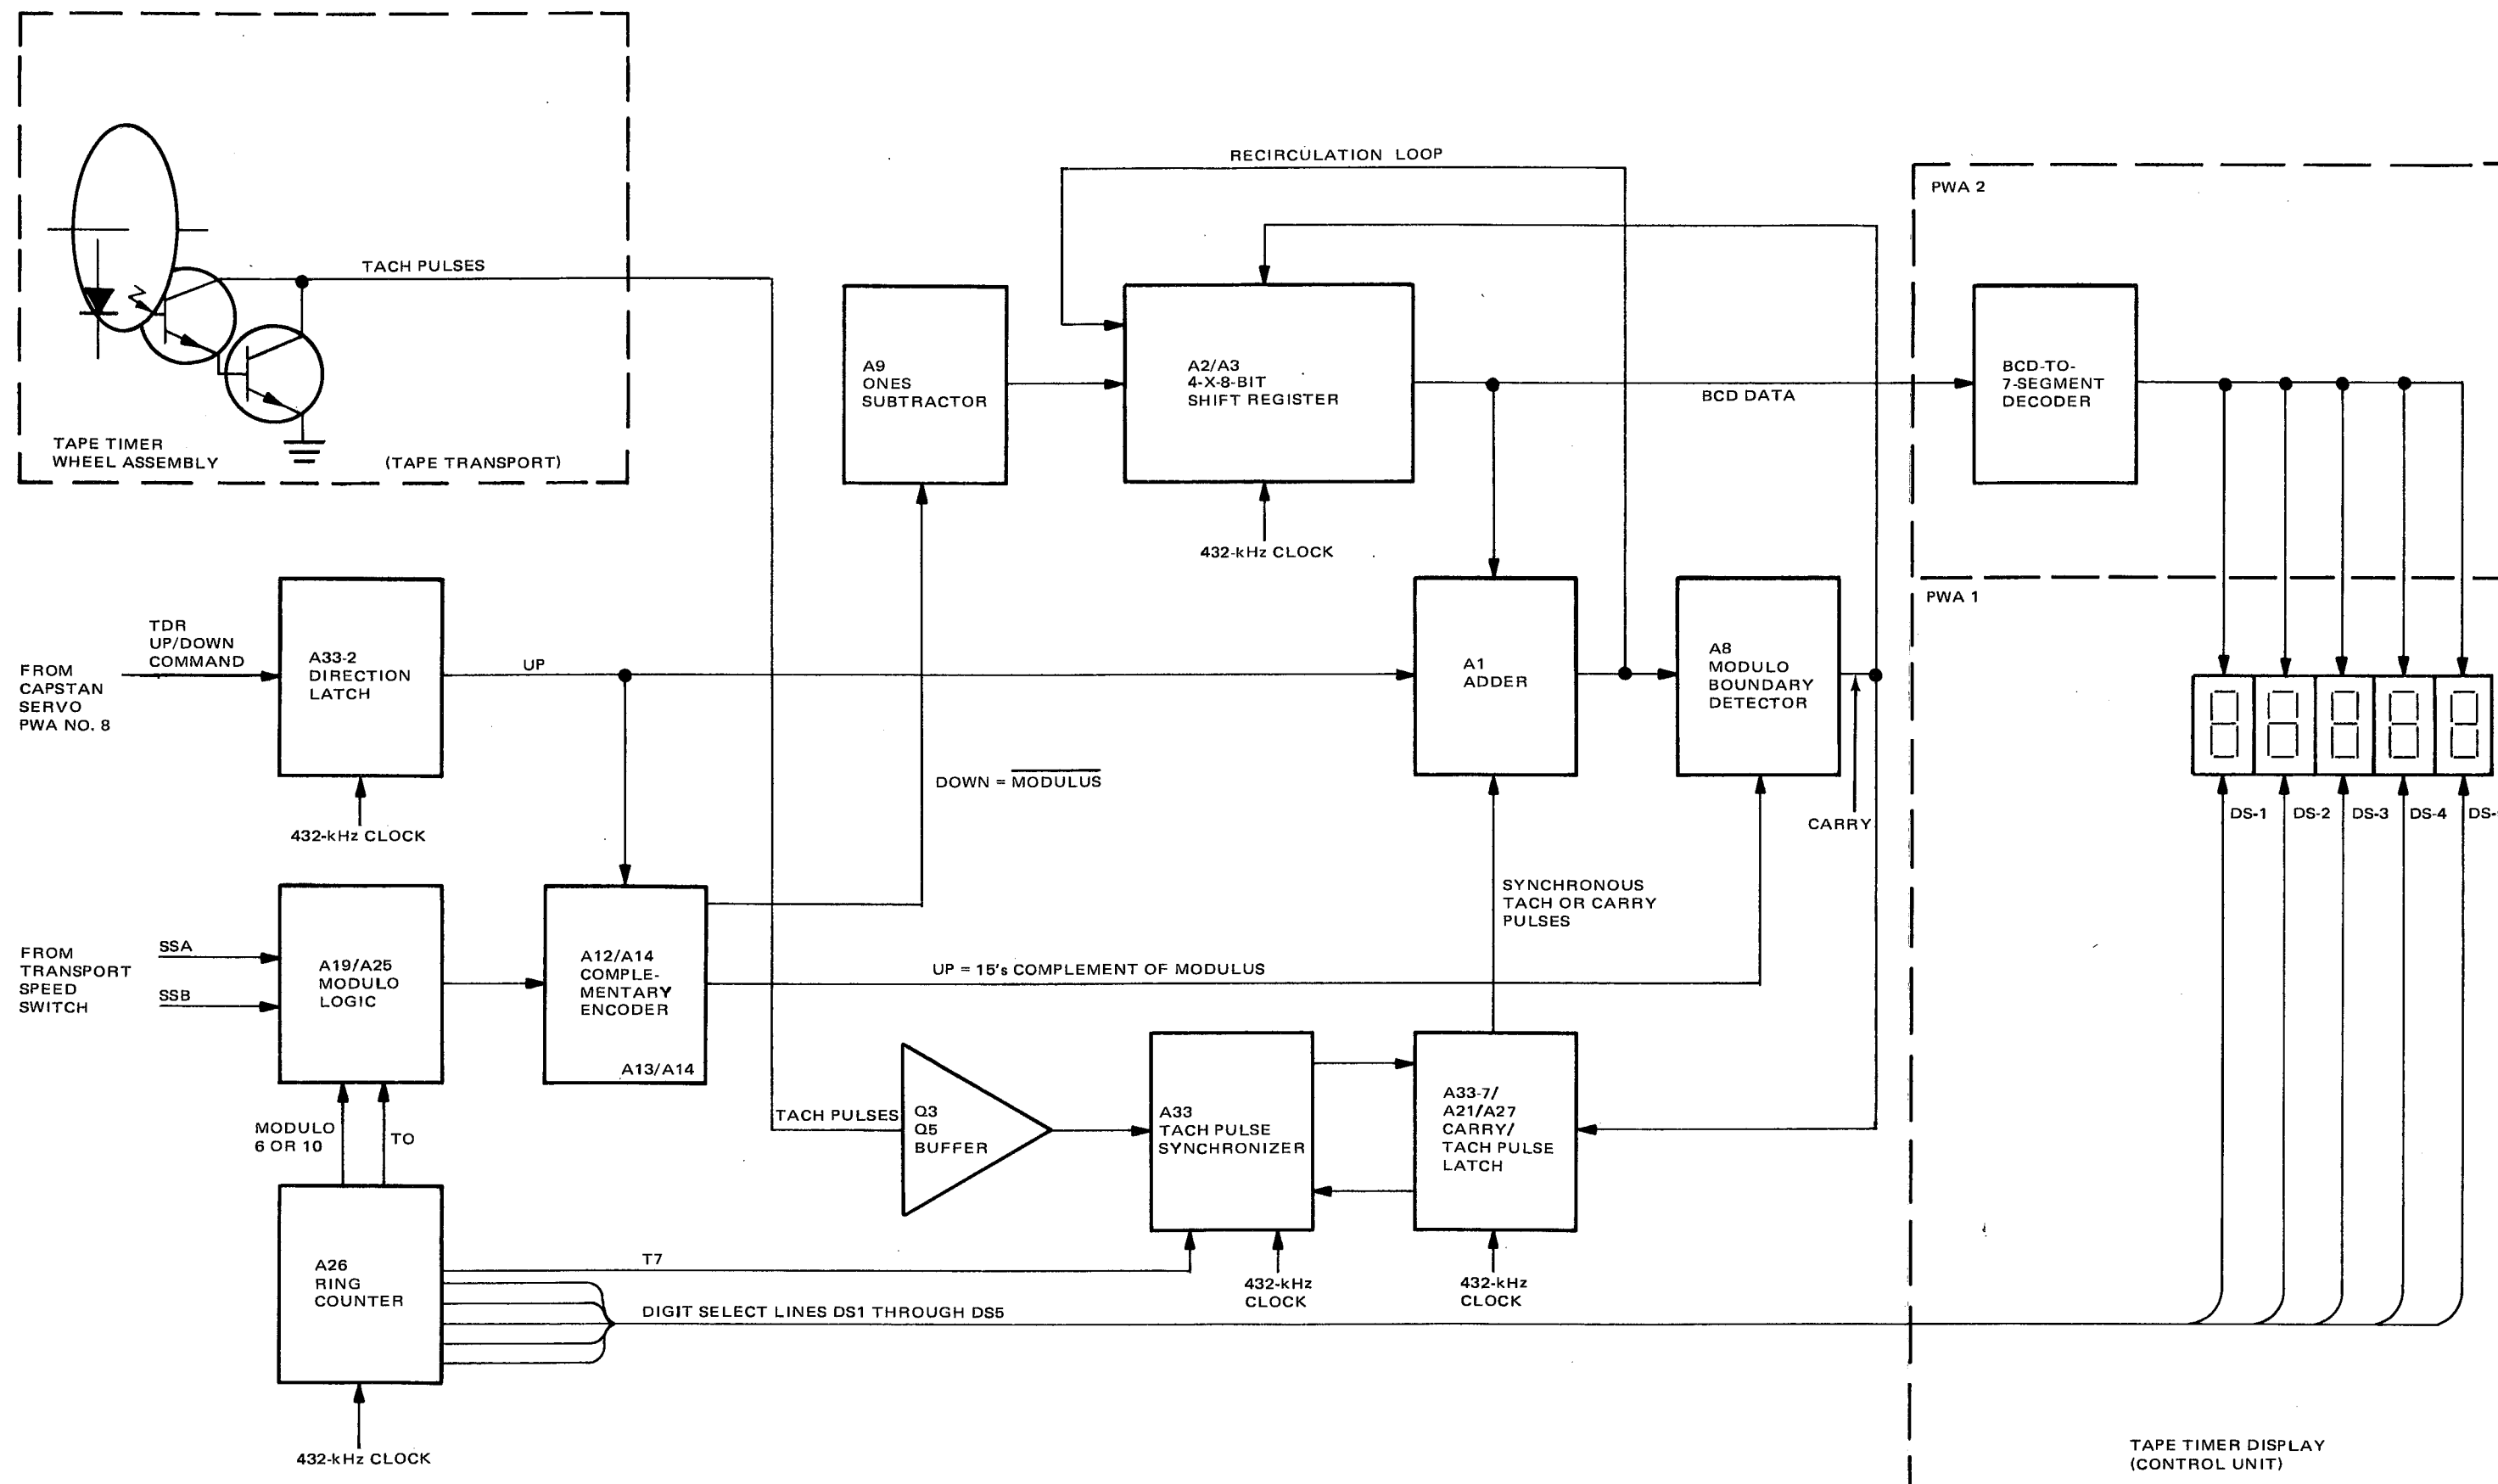 RECIRCULATION LOOP
PWA 2
TACH PULSES
TAPE TIMER
WHEEL ASSEMBLY
(TAPE TRANSPORT)
A9
ONES
SUBTRACTOR
A2/A3
4-X-8-BIT
SHIFT REGISTER
432-kHz CLOCK
BCD DATA
BCD-TO-
7-SEGMENT
DECODER
PWA 1
FROM
CAPSTAN
SERVO
PWA NO. 8
TDR
UP/DOWN
COMMAND
A33-2
DIRECTION
LATCH
432-kHz CLOCK
UP
A1
ADDER
A8
MODULO
BOUNDARY
DETECTOR
CARRY
DOWN = MODULUS
DS-1
DS-2
DS-3
DS-4
DS-
FROM
TRANSPORT
SPEED
SWITCH
SSA
SSB
A19/A25
MODULO
LOGIC
A12/A14
COMPLE-
MENTARY
ENCODER
A13/A14
UP = 15's COMPLEMENT OF MODULUS
SYNCHRONOUS
TACH OR CARRY
PULSES
MODULO
6 OR 10
TO
TACH PULSES
Q3
Q5
BUFFER
A33
TACH PULSE
SYNCHRONIZER
A33-7/
A21/A27
CARRY/
TACH PULSE
LATCH
432-kHz
CLOCK
432-kHz
CLOCK
A26
RING
COUNTER
T7
DIGIT SELECT LINES DS1 THROUGH DS5
432-kHz CLOCK
TAPE TIMER DISPLAY
(CONTROL UNIT)